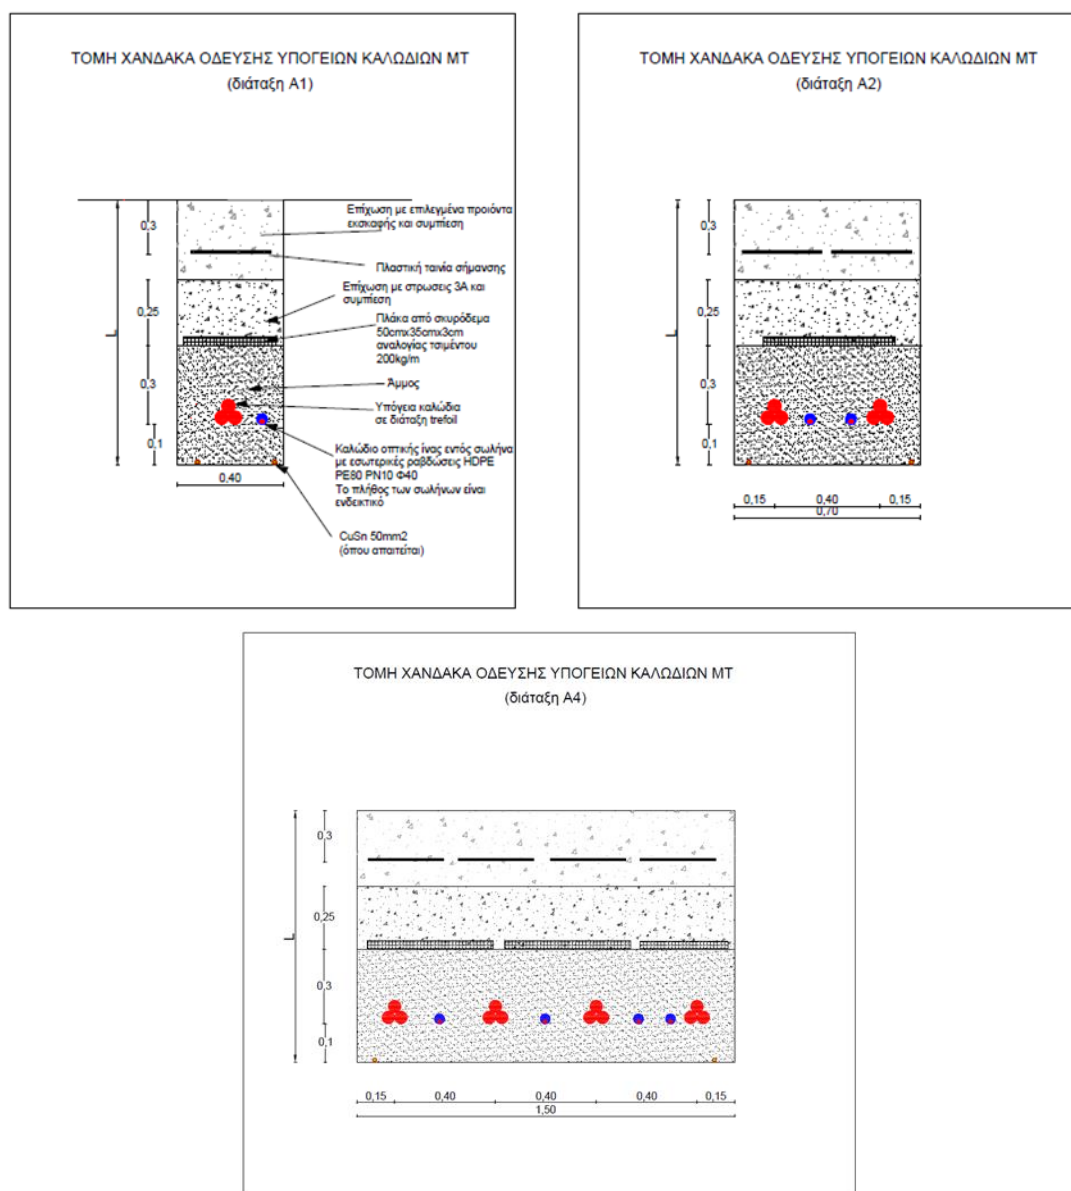 ΤΟΜΗ ΧΑΝΔΑΚΑ ΟΔΕΥΣΗΣ ΥΠΟΓΕΙΩΝ ΚΑΛΩΔΙΩΝ ΜΤ
(διάταξη Α1)
L
0,3
0,25
0,3
0,1
0,40
Επίχωση με επιλεγμένα προιόντα
εκσκαφής και συμπίεση
Πλαστική ταινία σήμανσης
Επίχωση με στρωσεις 3Α και
συμπίεση
Πλάκα από σκυρόδεμα
50cmx35cmx3cm
αναλογίας τσιμέντου
200kg/m
Άμμος
Υπόγεια καλώδια
σε διάταξη trefoil
Καλώδιο οπτικής ίνας εντός σωλήνα
με εσωτερικές ραβδώσεις HDPE
PE80 PN10 Φ40
Το πλήθος των σωλήνων είναι
ενδεικτικό
CuSn 50mm2
(όπου απαιτείται)
ΤΟΜΗ ΧΑΝΔΑΚΑ ΟΔΕΥΣΗΣ ΥΠΟΓΕΙΩΝ ΚΑΛΩΔΙΩΝ ΜΤ
(διάταξη Α2)
L
0,3
0,25
0,3
0,1
0,15 0,40 0,15
0,70
ΤΟΜΗ ΧΑΝΔΑΚΑ ΟΔΕΥΣΗΣ ΥΠΟΓΕΙΩΝ ΚΑΛΩΔΙΩΝ ΜΤ
(διάταξη Α4)
L
0,3
0,25
0,3
0,1
0,15 0,40 0,40 0,40 0,15
1,50